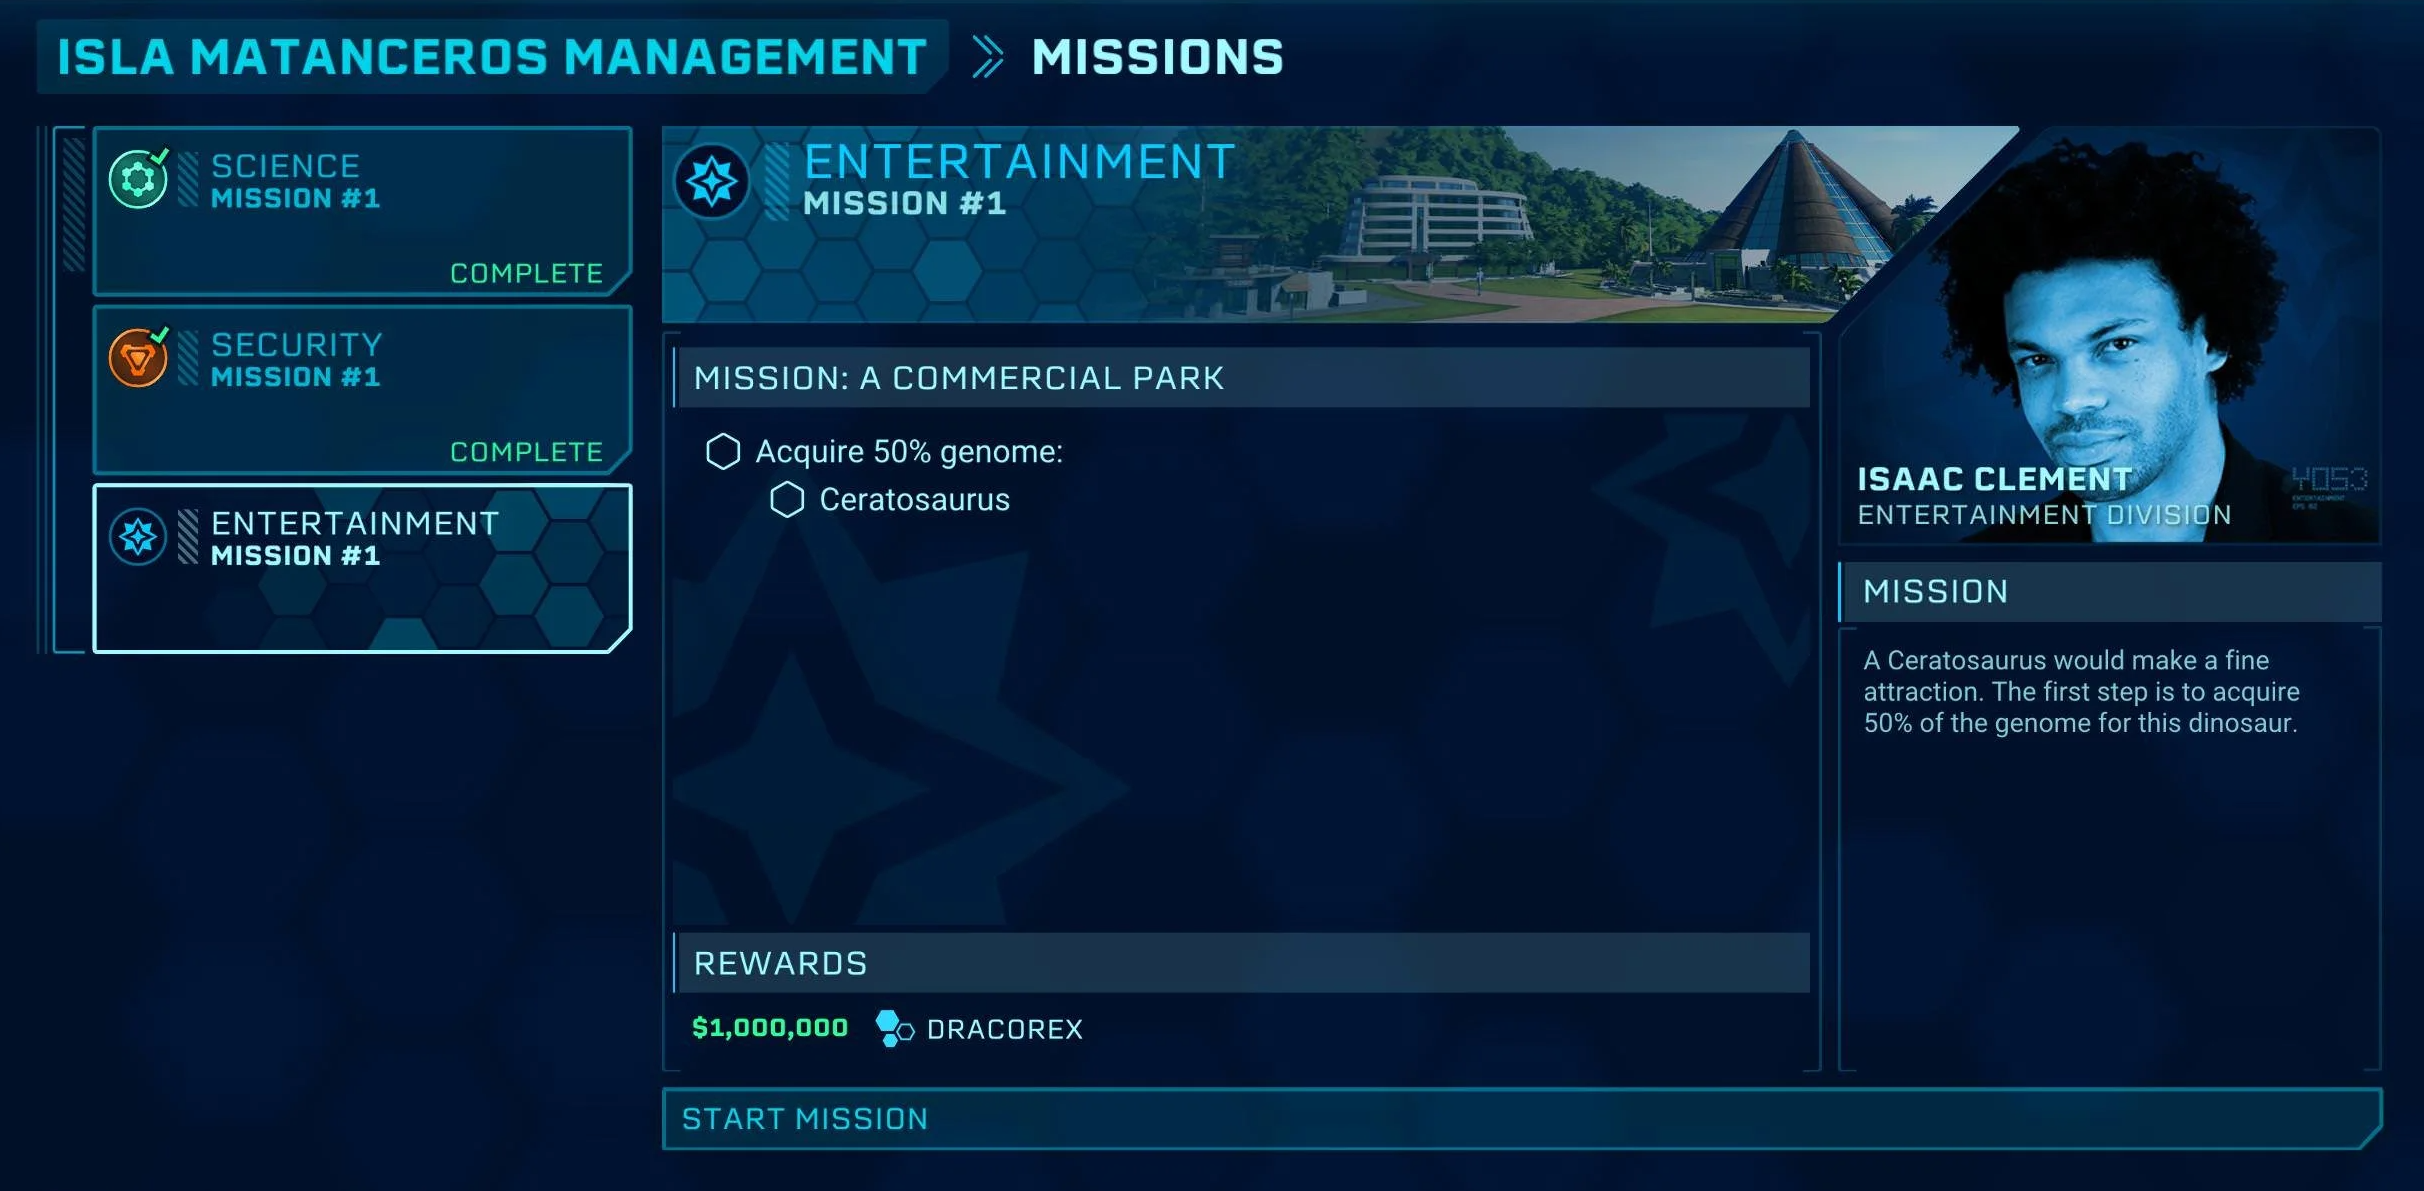 ISLA MATANCEROS MANAGEMENT MISSIONS
SCIENCE
MISSION #1
COMPLETE
SECURITY
MISSION #1
COMPLETE
ENTERTAINMENT
MISSION #1
ENTERTAINMENT
MISSION #1
MISSION: A COMMERCIAL PARK
Acquire 50% genome:
Ceratosaurus
REWARDS
$1,000,000 DRACOREX
START MISSION
ISAAC CLEMENT
ENTERTAINMENT DIVISION
MISSION
A Ceratosaurus would make a fine
attraction. The first step is to acquire
50% of the genome for this dinosaur.